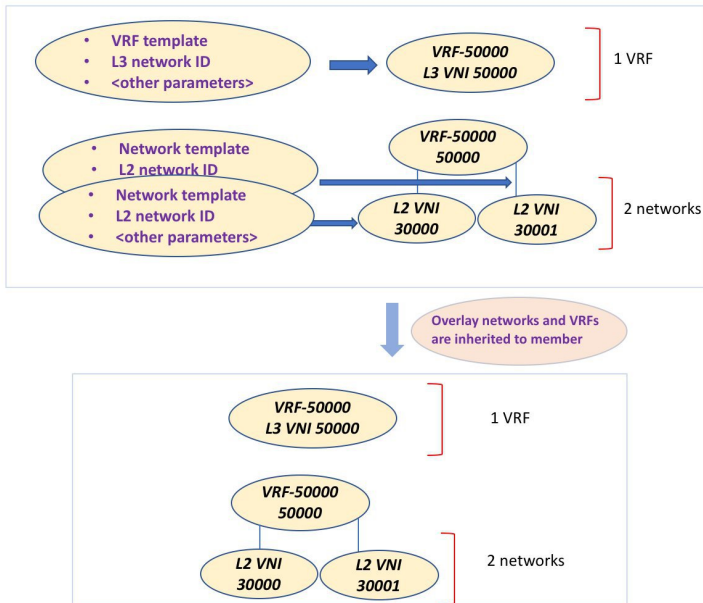 • VRF template
• L3 network ID
• <other parameters>
VRF-50000
L3 VNI 50000
1 VRF
• Network template
• L2 network ID
• Network template
• L2 network ID
• <other parameters>
VRF-50000
50000
L2 VNI
30000
L2 VNI
30001
2 networks
Overlay networks and VRFs
are inherited to member
VRF-50000
L3 VNI 50000
1 VRF
VRF-50000
50000
L2 VNI
30000
L2 VNI
30001
2 networks